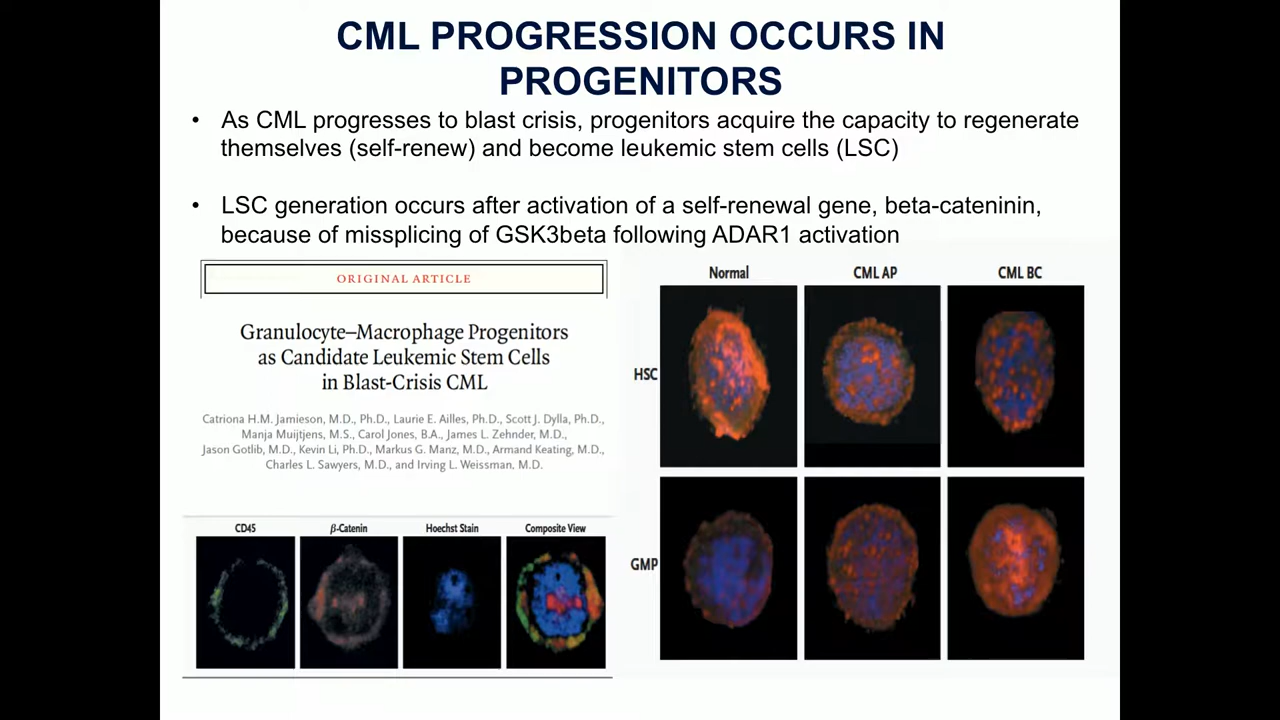 CML PROGRESSION OCCURS IN
PROGENITORS
• As CML progresses to blast crisis, progenitors acquire the capacity to regenerate
themselves (self-renew) and become leukemic stem cells (LSC)
• LSC generation occurs after activation of a self-renewal gene, beta-cateninin,
because of missplicing of GSK3beta following ADAR1 activation
ORIGINAL ARTICLE
Granulocyte–Macrophage Progenitors
as Candidate Leukemic Stem Cells
in Blast-Crisis CML
Catriona H.M. Jamieson, M.D., Ph.D., Laurie E. Ailles, Ph.D., Scott J. Dylla, Ph.D.,
Manja Muijtjens, M.S., Carol Jones, B.A., James L. Zehnder, M.D.,
Jason Gotlib, M.D., Kevin Li, Ph.D., Markus G. Manz, M.D., Armand Keating, M.D.,
Charles L. Sawyers, M.D., and Irving L. Weissman, M.D.
CD45 β-Catenin Hoechst Stain Composite View
Normal CML AP CML BC
HSC
GMP